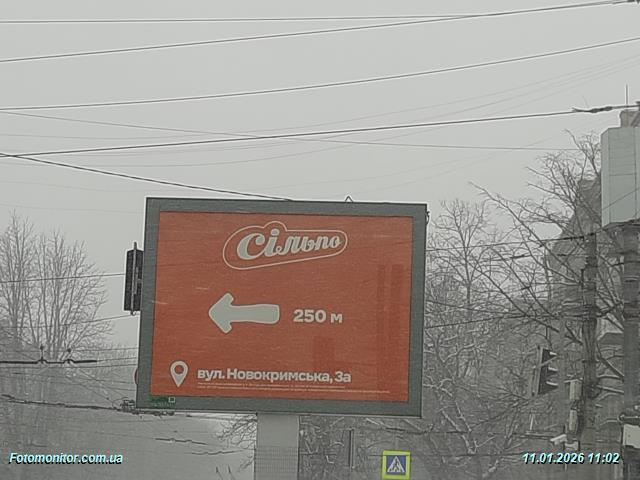 Сільпо
250 м
вул. Новокримська, 3а
Fotomonitor.com.ua
11.01.2026 11:02